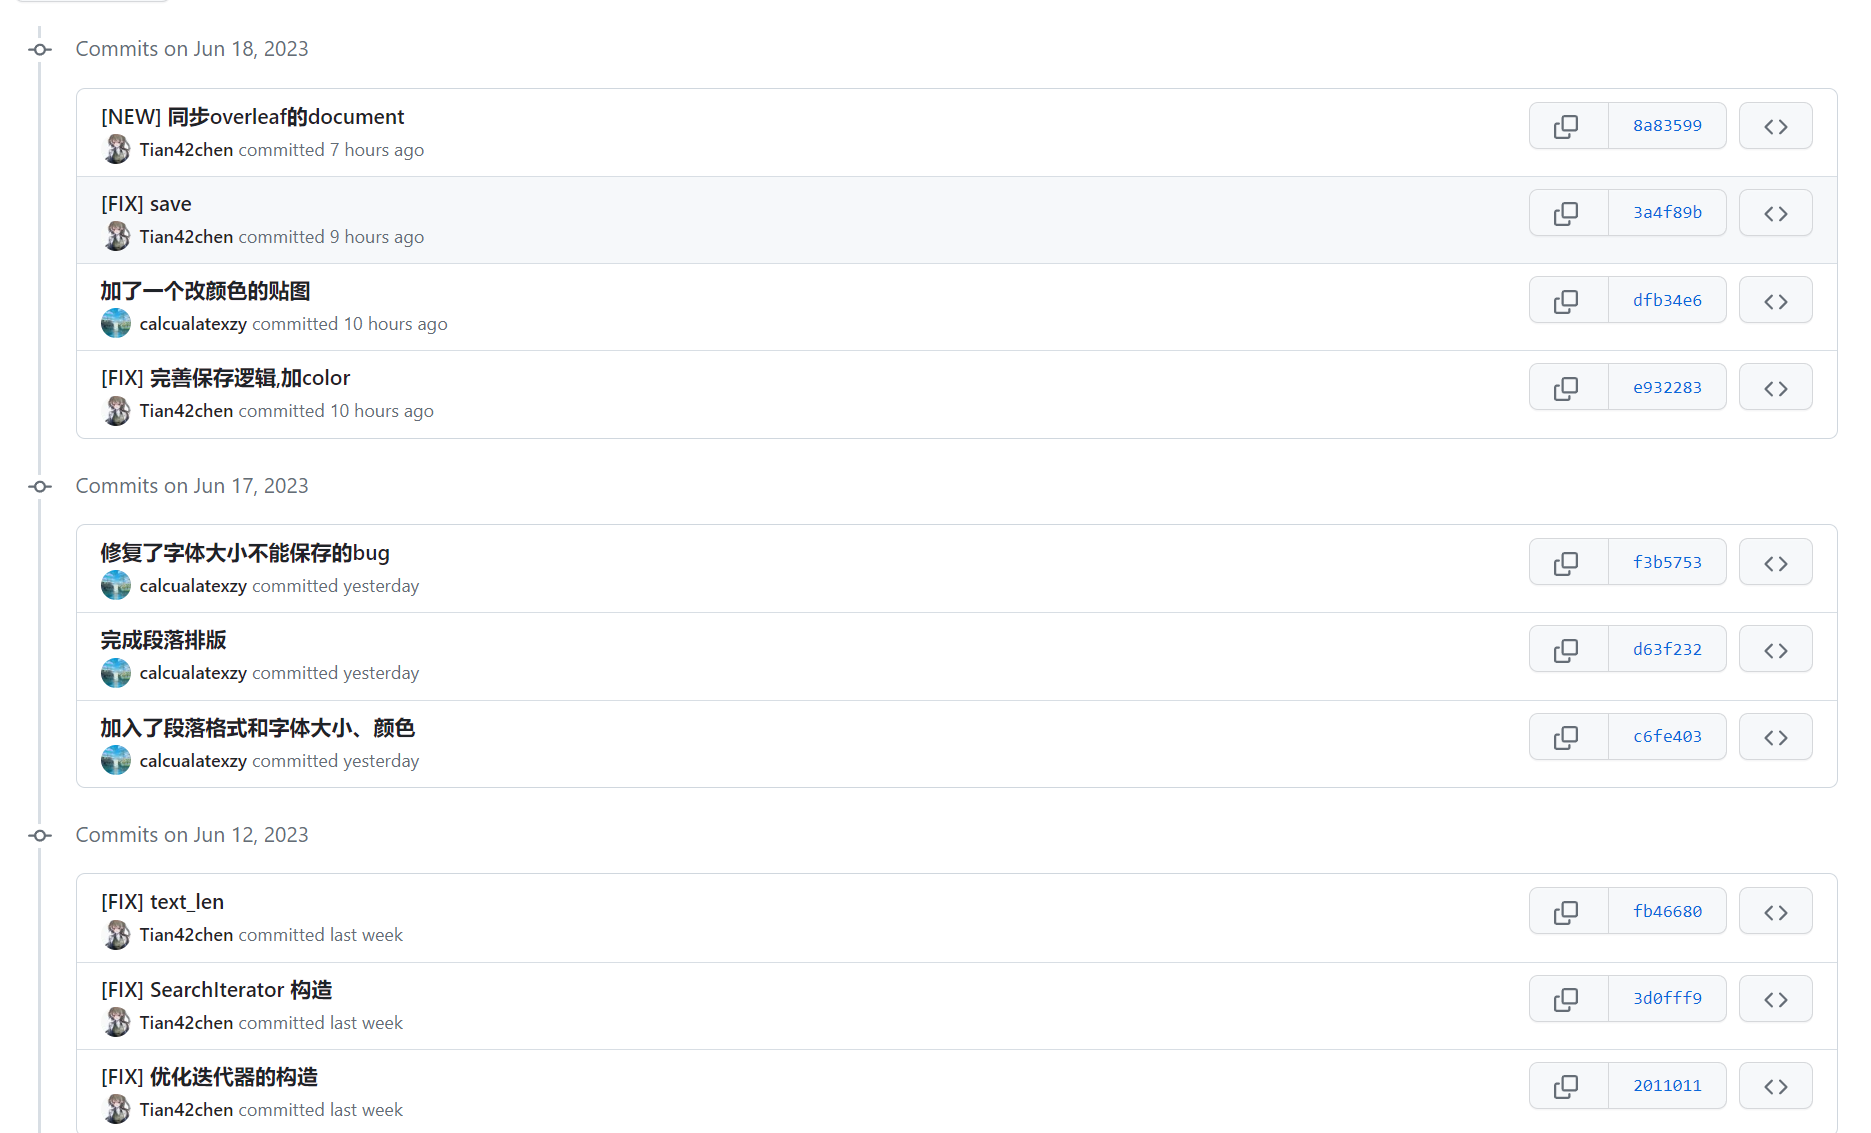 Commits on Jun 18, 2023
[NEW] 同步overleaf的document
8a83599
Tian42chen committed 7 hours ago
[FIX] save
3a4f89b
Tian42chen committed 9 hours ago
加了一个改颜色的贴图
dfb34e6
calcualatexzy committed 10 hours ago
[FIX] 完善保存逻辑,加color
e932283
Tian42chen committed 10 hours ago
Commits on Jun 17, 2023
修复了字体大小不能保存的bug
f3b5753
calcualatexzy committed yesterday
完成段落排版
d63f232
calcualatexzy committed yesterday
加入了段落格式和字体大小、颜色
c6fe403
calcualatexzy committed yesterday
Commits on Jun 12, 2023
[FIX] text_len
fb46680
Tian42chen committed last week
[FIX] SearchIterator 构造
3d0fff9
Tian42chen committed last week
[FIX] 优化迭代器的构造
2011011
Tian42chen committed last week